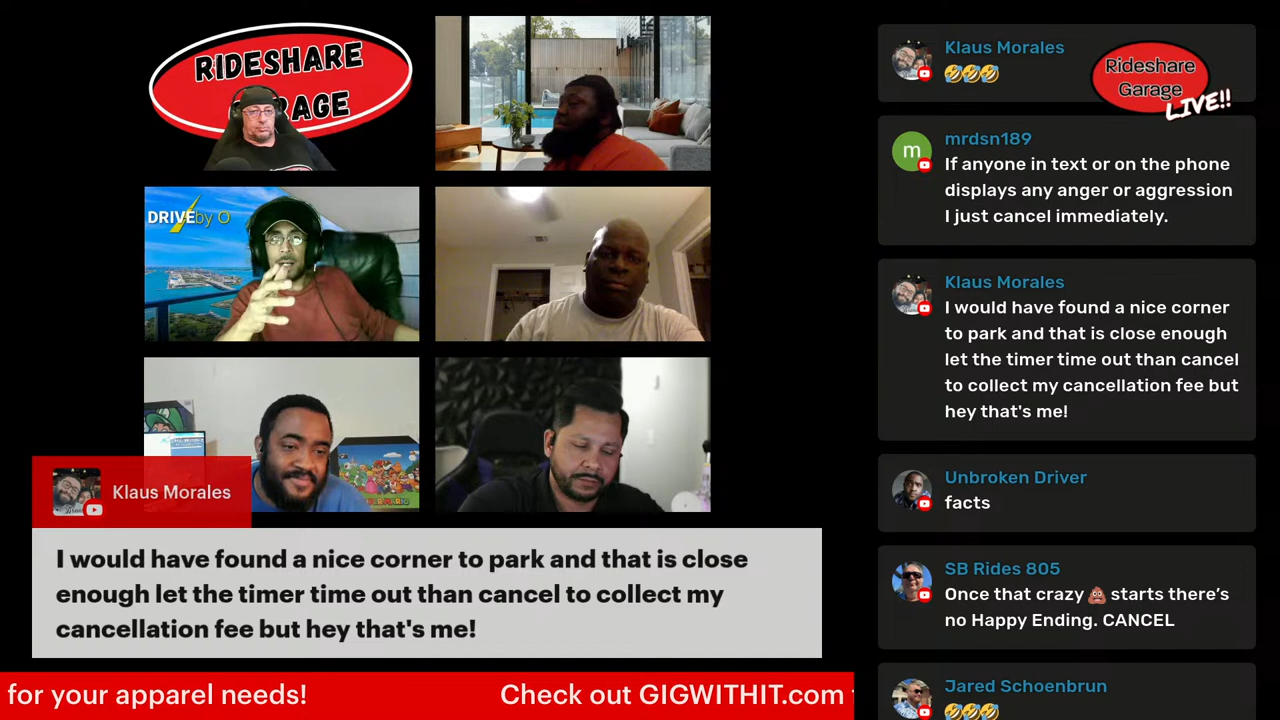 RIDESHARE
GARAGE
DRIVE by O
Klaus Morales
I would have found a nice corner to park and that is close
enough let the timer time out than cancel to collect my
cancellation fee but hey that's me!
for your apparel needs!
Check out GIGWITHIT.com
Klaus Morales
🤣🤣🤣
Rideshare
Garage
LIVE!!
m
mrdsn189
If anyone in text or on the phone
displays any anger or aggression
I just cancel immediately.
Klaus Morales
I would have found a nice corner
to park and that is close enough
let the timer time out than cancel
to collect my cancellation fee but
hey that's me!
Unbroken Driver
facts
SB Rides 805
Once that crazy 💩 starts there’s
no Happy Ending. CANCEL
Jared Schoenbrun
🤣🤣🤣